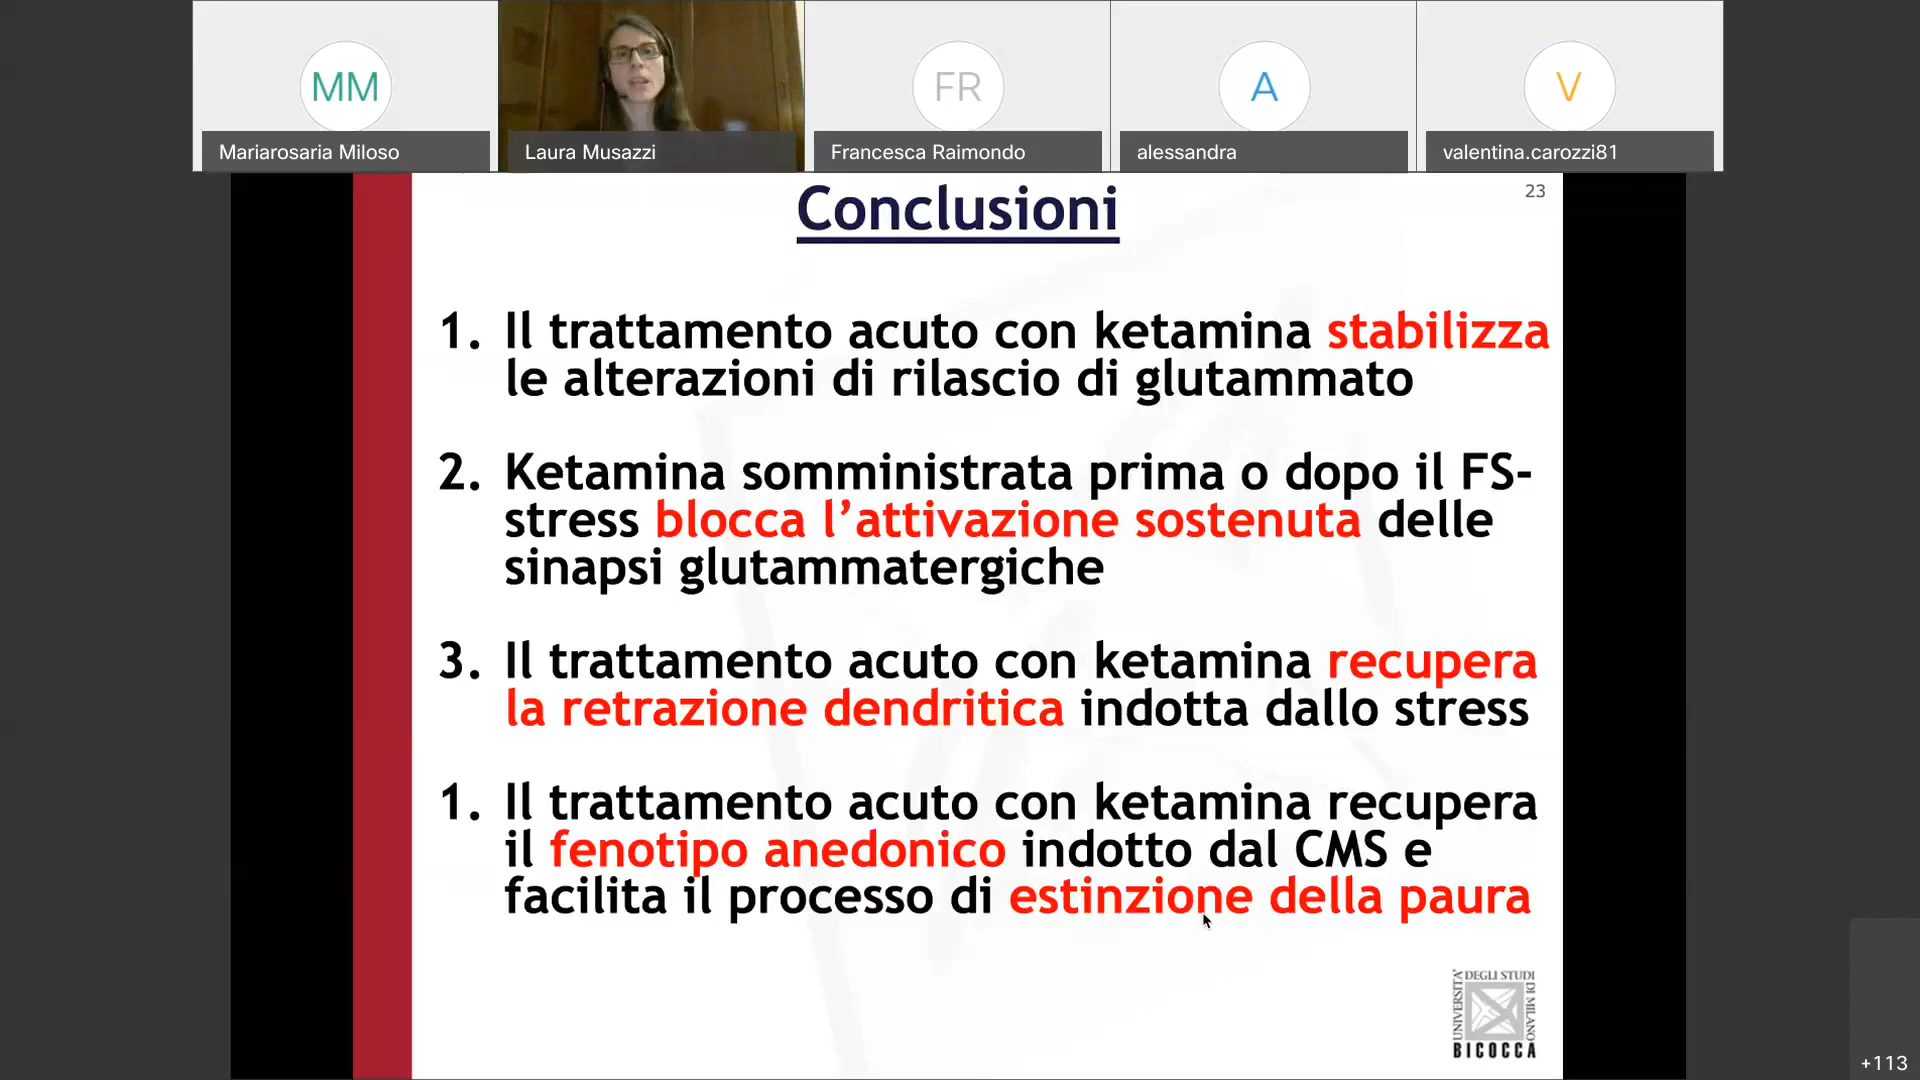 MM
FR
A
V
Mariarosaria Miloso
Laura Musazzi
Francesca Raimondo
alessandra
valentina.carozzi81
Conclusioni
23
1. Il trattamento acuto con ketamina stabilizza
le alterazioni di rilascio di glutammato
2. Ketamina somministrata prima o dopo il FS-
stress blocca l’attivazione sostenuta delle
sinapsi glutammatergiche
3. Il trattamento acuto con ketamina recupera
la retrazione dendritica indotta dallo stress
1. Il trattamento acuto con ketamina recupera
il fenotipo anedonico indotto dal CMS e
facilita il processo di estinzione della paura
UNIVERSITA' DEGLI STUDI DI MILANO
BICOCCA
+113